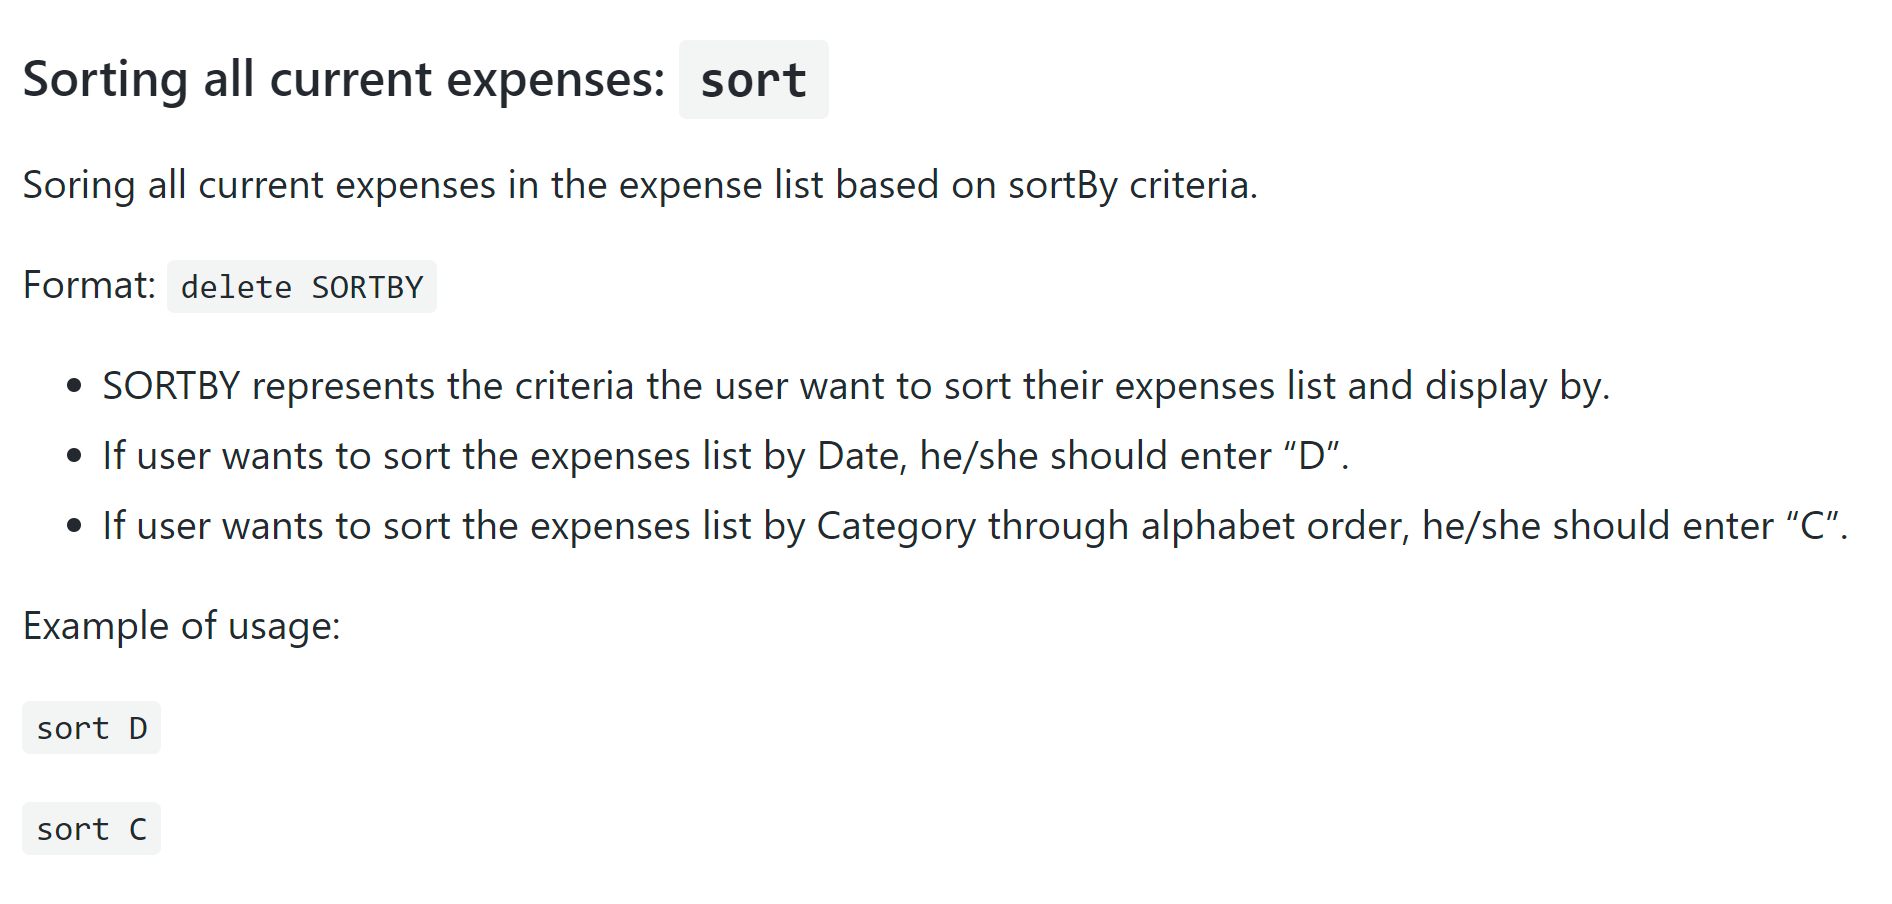 Sorting all current expenses: sort
Soring all current expenses in the expense list based on sortBy criteria.
Format: delete SORTBY
• SORTBY represents the criteria the user want to sort their expenses list and display by.
• If user wants to sort the expenses list by Date, he/she should enter “D”.
• If user wants to sort the expenses list by Category through alphabet order, he/she should enter “C”.
Example of usage:
sort D
sort C